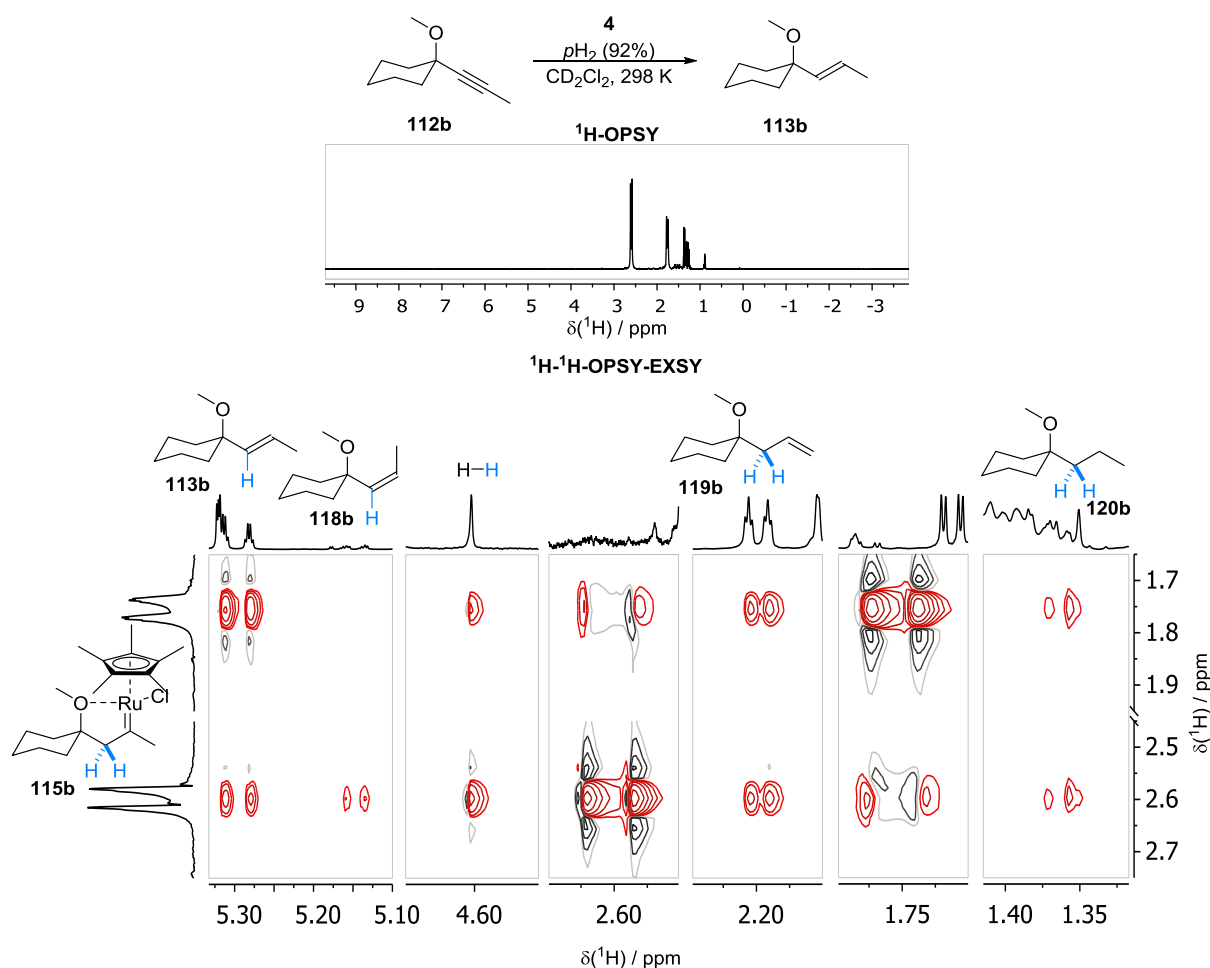 O
4
pH₂ (92%)
CD₂Cl₂, 298 K
O
112b
113b
¹H-OPSY
9 8 7 6 5 4 3 2 1 0 -1 -2 -3
δ(¹H) / ppm
¹H-¹H-OPSY-EXSY
O
H
113b
O
H
118b
H-H
O
H H
119b
O
H H
120b
1.7
1.8
1.9
2.5
2.6
2.7
δ(¹H) / ppm
O
Ru
Cl
H H
115b
5.30 5.20 5.10 4.60 2.60 2.20 1.75 1.40 1.35
δ(¹H) / ppm